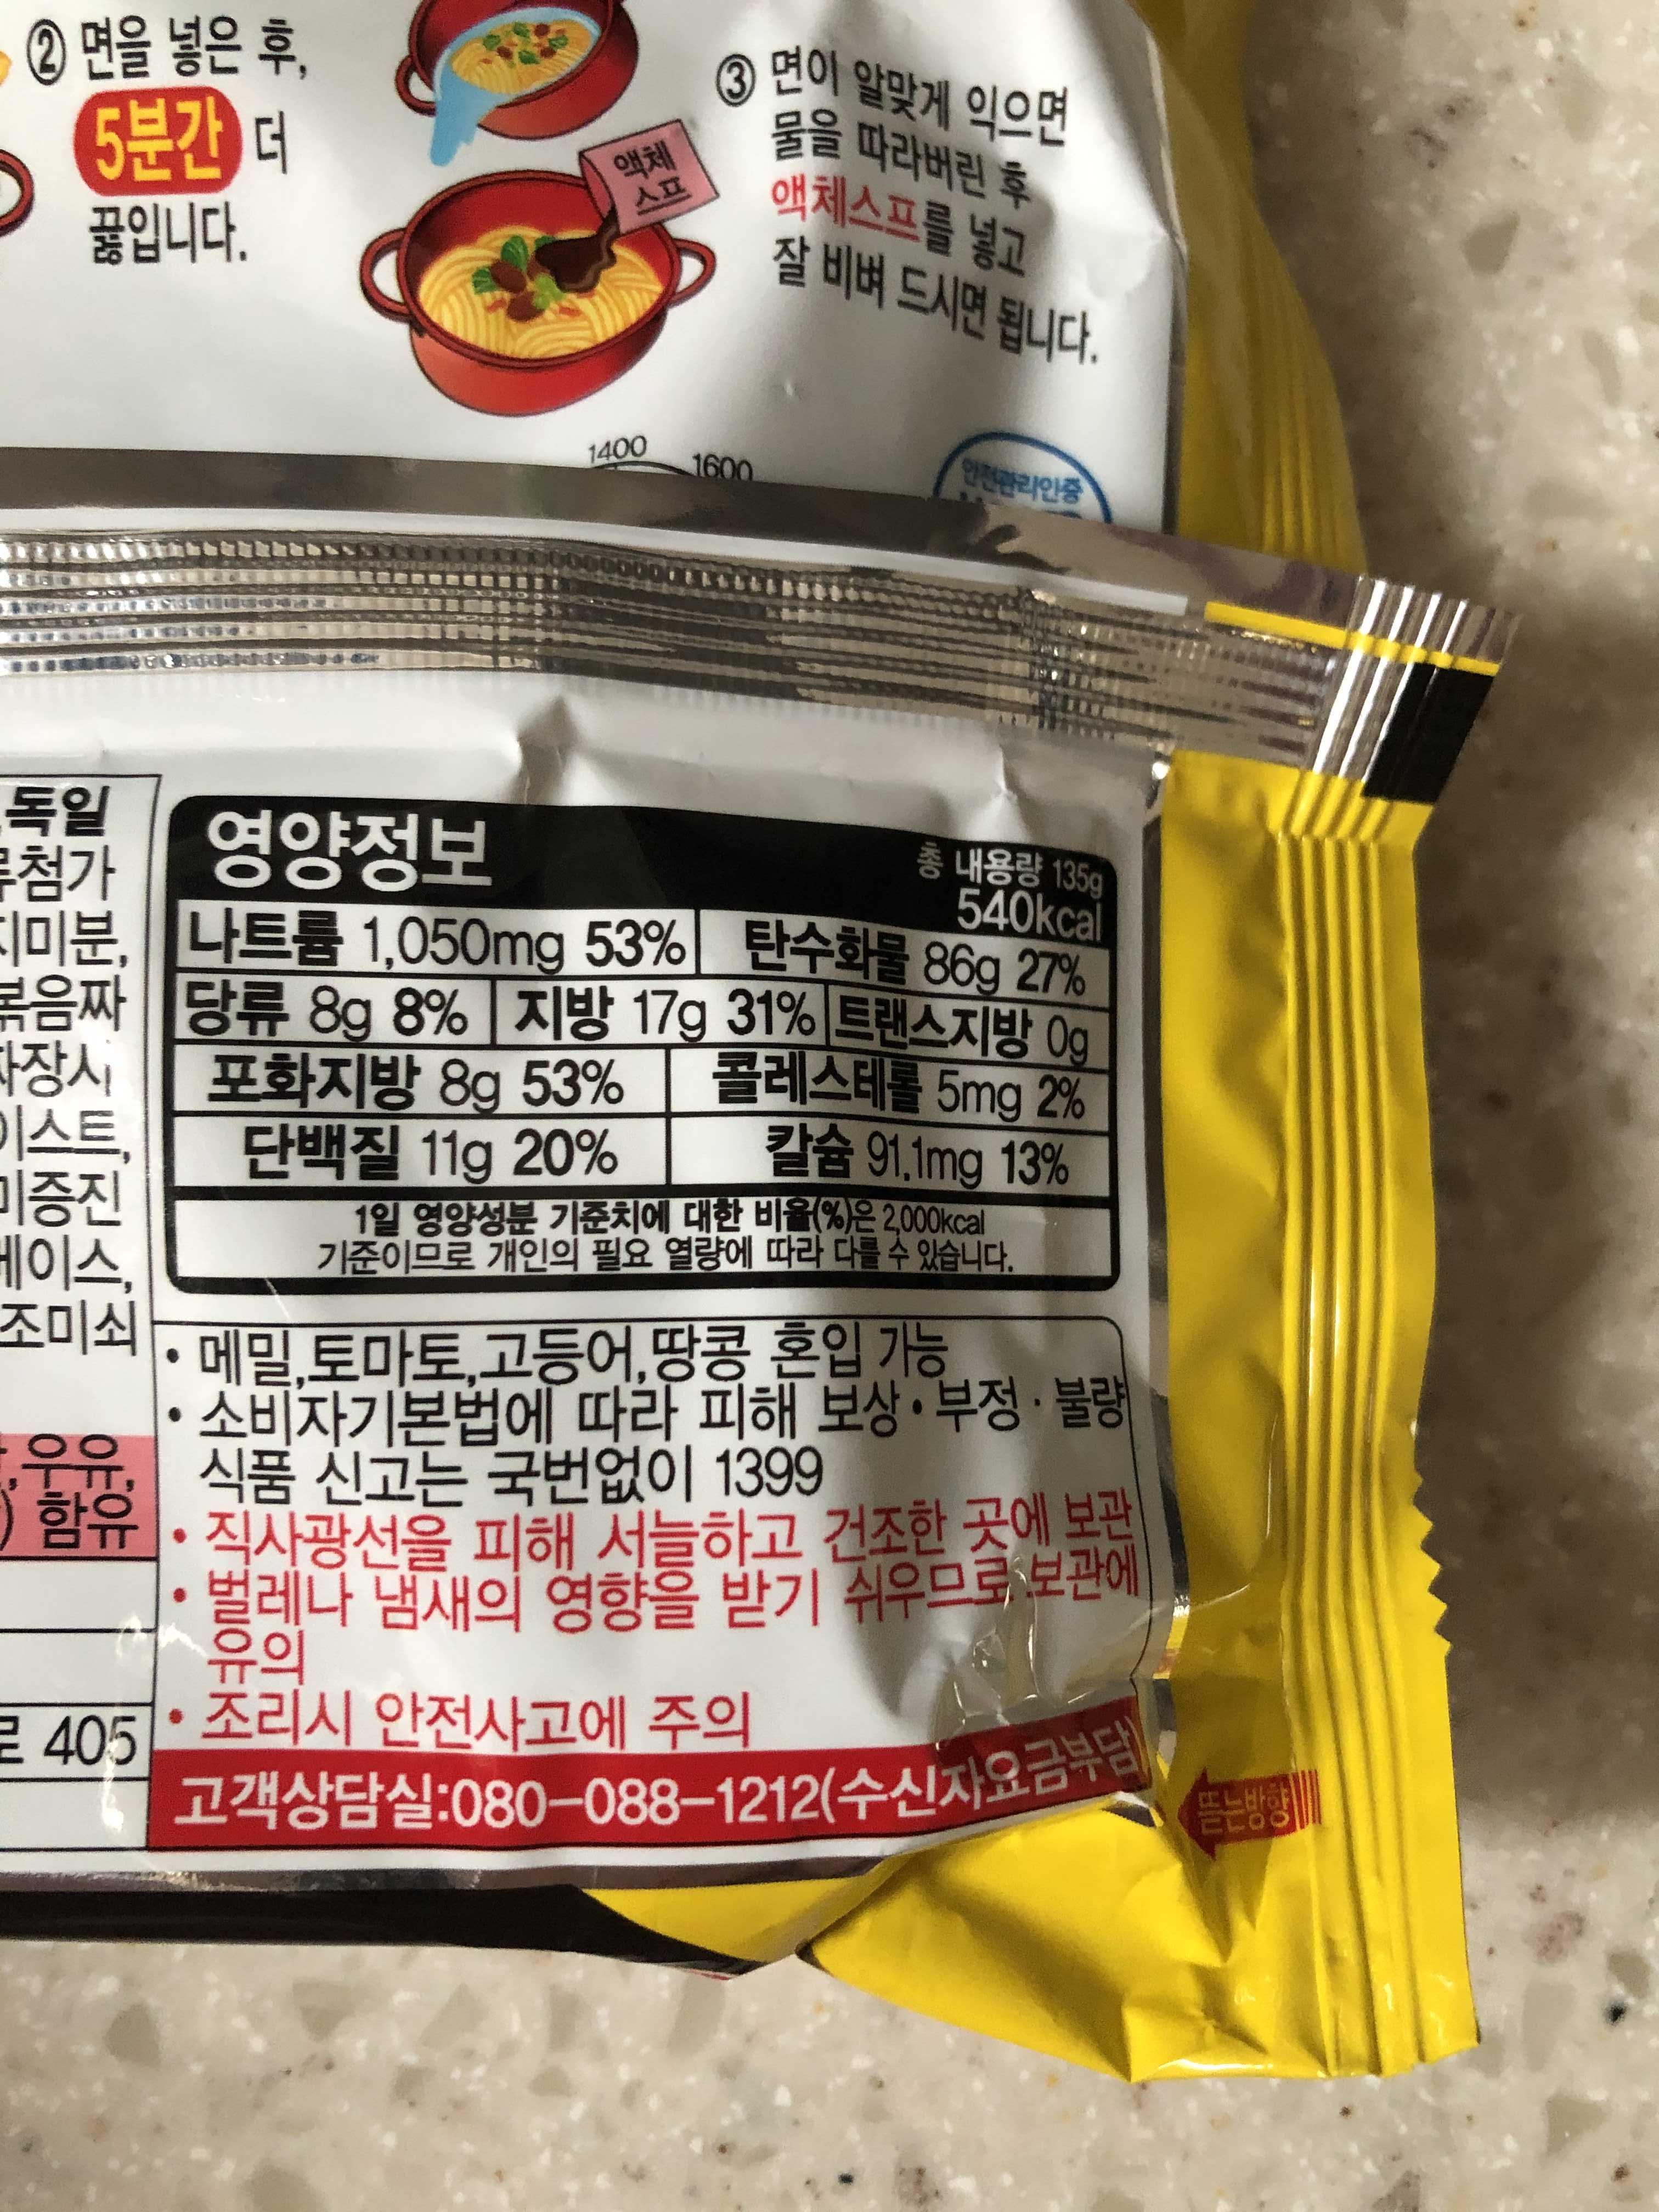 ② 면을 넣은 후,
5분간 더
끓입니다.
액체
스프
③ 면이 알맞게 익으면
물을 따라버린 후
액체스프를 넣고
잘 비벼 드시면 됩니다.
1400
1600
안전관리인증
독일
첨가
미분,
볶음짜
짜장시
이스트,
미증진
베이스,
조미쇠
우유,
) 함유
로 405
영양정보
총 내용량 135g
540kcal
나트륨 1,050mg 53% 탄수화물 86g 27%
당류 8g 8% 지방 17g 31% 트랜스지방 0g
포화지방 8g 53% 콜레스테롤 5mg 2%
단백질 11g 20% 칼슘 91.1mg 13%
1일 영양성분 기준치에 대한 비율(%)은 2,000kcal
기준이므로 개인의 필요 열량에 따라 다를 수 있습니다.
• 메밀,토마토,고등어,땅콩 혼입 가능
• 소비자기본법에 따라 피해 보상•부정·불량
식품 신고는 국번없이 1399
• 직사광선을 피해 서늘하고 건조한 곳에 보관
• 벌레나 냄새의 영향을 받기 쉬우므로 보관에
유의
• 조리시 안전사고에 주의
고객상담실:080-088-1212(수신자요금부담)
뜯는방향